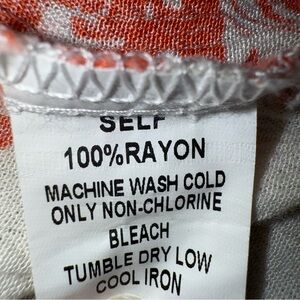 SELF
100%RAYON
MACHINE WASH COLD
ONLY NON-CHLORINE
BLEACH
TUMBLE DRY LOW
COOL IRON